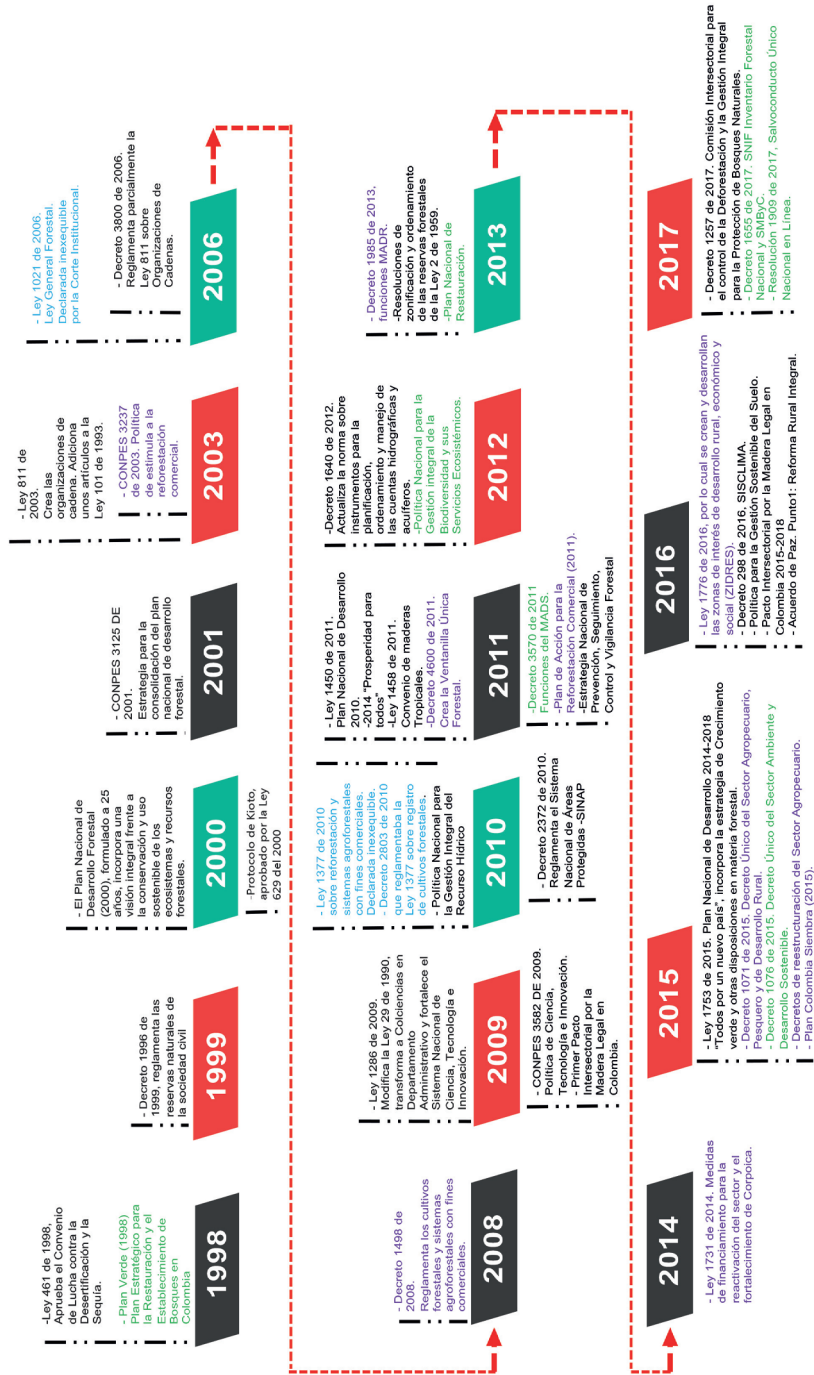 -Ley 461 de 1998,
Aprueba el Convenio
de Lucha contra la
Desertificación y la
Sequía.
- Plan Verde (1998)
Plan Estratégico para
la Restauración y el
Establecimiento de
Bosques en
Colombia
1998
- Decreto 1996 de
1999, reglamenta las
reservas naturales de
la sociedad civil
1999
- El Plan Nacional de
Desarrollo Forestal
(2000), formulado a 25
años, incorpora una
visión integral frente a
la conservación y uso
sostenible de los
ecosistemas y recursos
forestales.
2000
-Protocolo de Kioto,
aprobado por la Ley
629 del 2000
- CONPES 3125 DE
2001.
Estrategia para la
consolidación del plan
nacional de desarrollo
forestal.
2001
- Ley 811 de
2003.
Crea las
organizaciones de
cadena. Adiciona
unos artículos a la
Ley 101 de 1993.
- CONPES 3237
de 2003. Política
de estímula a la
reforestación
comercial.
2003
- Ley 1021 de 2006.
Ley General Forestal.
Declarada inexequible
por la Corte Institucional.
- Decreto 3800 de 2006.
Reglamenta parcialmente la
Ley 811 sobre
Organizaciones de
Cadenas.
2006
- Decreto 1498 de
2008.
Reglamenta los cultivos
forestales y sistemas
agroforestales con fines
comerciales.
2008
- Ley 1286 de 2009.
Modifica la Ley 29 de 1990,
transforma a Colciencias en
Departamento
Administrativo y fortalece el
Sistema Nacional de
Ciencia, Tecnología e
Innovación.
2009
- CONPES 3582 DE 2009.
Política de Ciencia,
Tecnología e Innovación.
- Primer Pacto
Intersectorial por la
Madera Legal en
Colombia.
- Ley 1377 de 2010
sobre reforestación y
sistemas agroforestales
con fines comerciales.
Declarada inexequible.
- Decreto 2803 de 2010
que reglamentaba la
Ley 1377 sobre registro
de cultivos forestales.
- Política Nacional para
la Gestión Integral del
Recurso Hídrico
2010
- Decreto 2372 de 2010.
Reglamenta el Sistema
Nacional de Áreas
Protegidas -SINAP
- Ley 1450 de 2011.
Plan Nacional de Desarrollo
2010.
-2014 "Prosperidad para
todos"
-Ley 1458 de 2011.
Convenio de maderas
Tropicales.
-Decreto 4600 de 2011.
Crea la Ventanilla Única
Forestal.
2011
-Decreto 3570 de 2011
Funciones del MADS.
-Plan de Acción para la
Reforestación Comercial (2011).
-Estrategia Nacional de
Prevención, Seguimiento,
Control y Vigilancia Forestal
-Decreto 1640 de 2012.
Actualiza la norma sobre
instrumentos para la
planificación,
ordenamiento y manejo de
las cuentas hidrográficas y
acuíferos.
-Política Nacional para la
Gestión integral de la
Biodiversidad y sus
Servicios Ecosistémicos.
2012
- Decreto 1985 de 2013,
funciones MADR.
-Resoluciones de
zonificación y ordenamiento
de las reservas forestales
de la Ley 2 de 1959.
-Plan Nacional de
Restauración.
2013
2014
- Ley 1731 de 2014. Medidas
de financiamiento para la
reactivación del sector y el
fortalecimiento de Corpoica.
2015
- Ley 1753 de 2015. Plan Nacional de Desarrollo 2014-2018
"Todos por un nuevo país", incorpora la estrategia de Crecimiento
verde y otras disposiciones en materia forestal.
- Decreto 1071 de 2015. Decreto Único del Sector Agropecuario,
Pesquero y de Desarrollo Rural.
- Decreto 1076 de 2015. Decreto Único del Sector Ambiente y
Desarrollo Sostenible.
- Decretos de reestructuración del Sector Agropecuario.
- Plan Colombia Siembra (2015).
2016
- Ley 1776 de 2016, por lo cual se crean y desarrollan
las zonas de interés de desarrollo rural, económico y
social (ZIDRES).
- Decreto 298 de 2016, SISCLIMA.
- Política para la Gestión Sostenible del Suelo.
- Pacto Intersectorial por la Madera Legal en
Colombia 2015-2018
- Acuerdo de Paz. Punto1: Reforma Rural Integral.
2017
- Decreto 1257 de 2017. Comisión Intersectorial para
el control de la Deforestación y la Gestión Integral
para la Protección de Bosques Naturales.
- Decreto 1655 de 2017. SNIF Inventario Forestal
Nacional y SMByC.
- Resolución 1909 de 2017, Salvoconducto Único
Nacional en Línea.